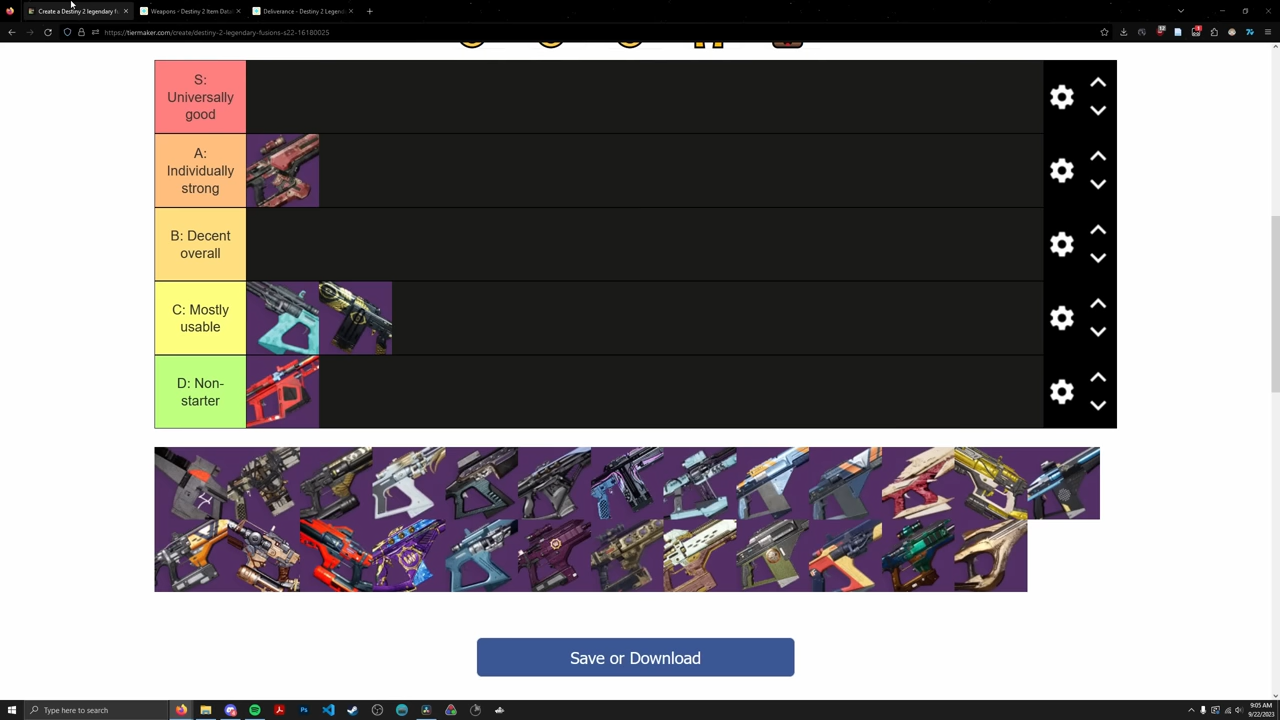 Create a Destiny 2 legendary fu
Weapons - Destiny 2 Item Data
Deliverance - Destiny 2 Legend
https://tiermaker.com/create/destiny-2-legendary-fusions-s22-16180025
S:
Universally
good
A:
Individually
strong
B: Decent
overall
C: Mostly
usable
D: Non-
starter
Save or Download
Type here to search
9:05 AM
9/22/2023